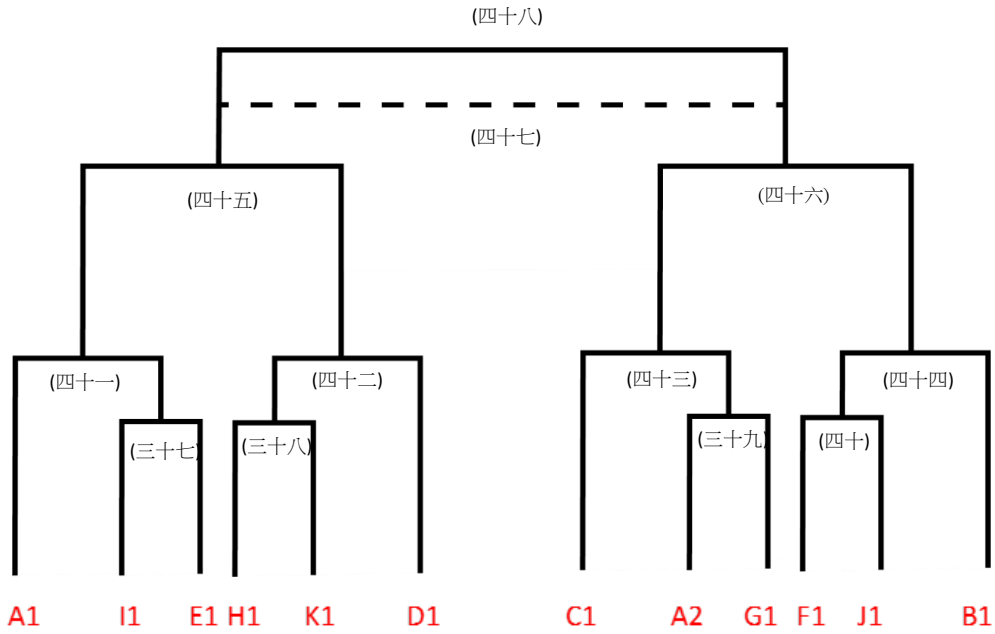 (四十八)
(四十七)
(四十五)
(四十六)
(四十一)
(四十二)
(四十三)
(四十四)
(三十七)
(三十八)
(三十九)
(四十)
A1 I1 E1 H1 K1 D1 C1 A2 G1 F1 J1 B1